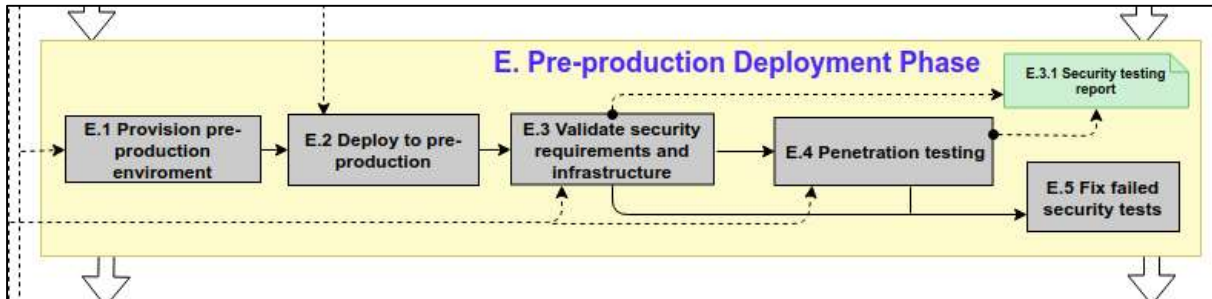 E. Pre-production Deployment Phase
E.3.1 Security testing
report
E.1 Provision pre-
production
enviroment
E.2 Deploy to pre-
production
E.3 Validate security
requirements and
infrastructure
E.4 Penetration testing
E.5 Fix failed
security tests